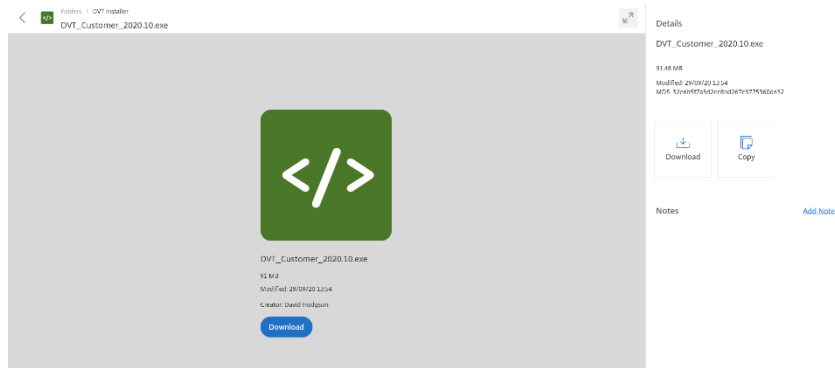 Folders > DVT Installer
DVT_Customer_2020.10.exe
</>
DVT_Customer_2020.10.exe
91 MB
Modified: 29/09/20 13:54
Creator: David Hodgson
Download
Details
DVT_Customer_2020.10.exe
91.48 MB
Modified: 29/09/20 13:54
MD5:
Download
Copy
Notes
Add Note